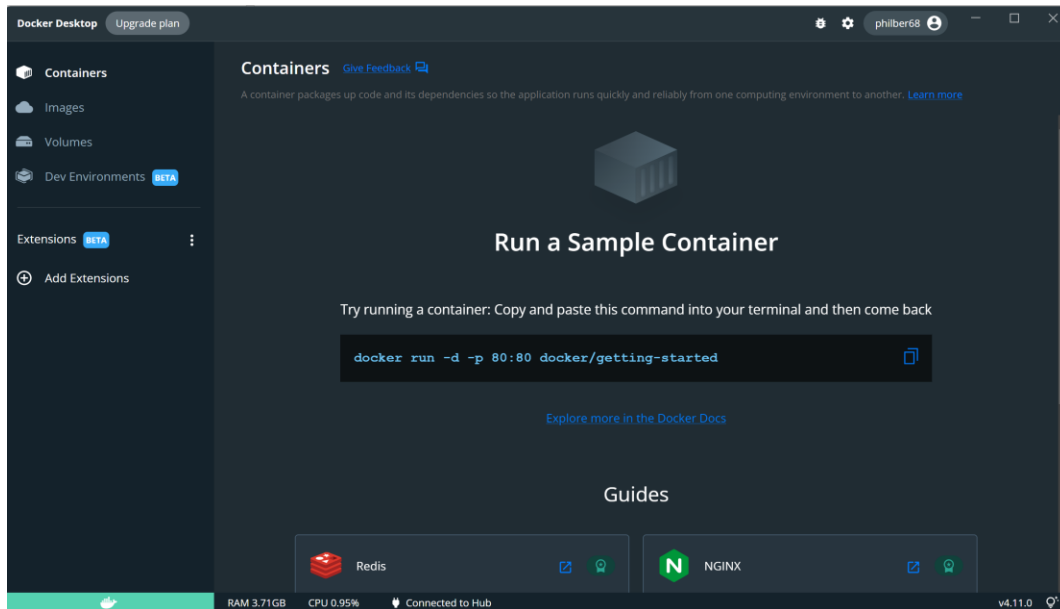 Docker Desktop Upgrade plan
philber68
Containers
Images
Volumes
Dev Environments BETA
Extensions BETA
Add Extensions
Containers Give Feedback
A container packages up code and its dependencies so the application runs quickly and reliably from one computing environment to another. Learn more
Run a Sample Container
Try running a container: Copy and paste this command into your terminal and then come back
docker run -d -p 80:80 docker/getting-started
Explore more in the Docker Docs
Guides
Redis
N NGINX
RAM 3.71GB CPU 0.95% Connected to Hub v4.11.0